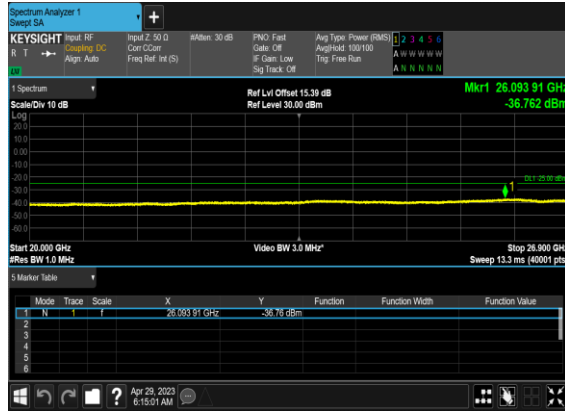 Spectrum Analyzer 1
Swept SA
+
KEYSIGHT Input: RF Input Z: 50 Ω #Atten: 30 dB PNO: Fast Avg Type: Power (RMS) 1 2 3 4 5 6
R T Coupling: DC Corr CCorr Gate: Off Avg|Hold: 100/100 A W W W W W
Align: Auto Freq Ref: Int (S) IF Gain: Low Trig: Free Run
LXI Sig Track: Off A N N N N N
1 Spectrum Ref Lvl Offset 15.39 dB Mkr1 26.093 91 GHz
Scale/Div 10 dB Ref Level 30.00 dBm -36.762 dBm
Log
20.0
10.0
0.00
-10.0
-20.0 DL1 -25.00 dBm
-30.0 1
-40.0
-50.0
-60.0
Start 20.000 GHz Video BW 3.0 MHz* Stop 26.900 GHz
#Res BW 1.0 MHz Sweep 13.3 ms (40001 pts)
5 Marker Table
Mode Trace Scale X Y Function Function Width Function Value
1 N 1 f 26.093 91 GHz -36.76 dBm
2
3
4
5
6
? Apr 29, 2023
6:15:01 AM